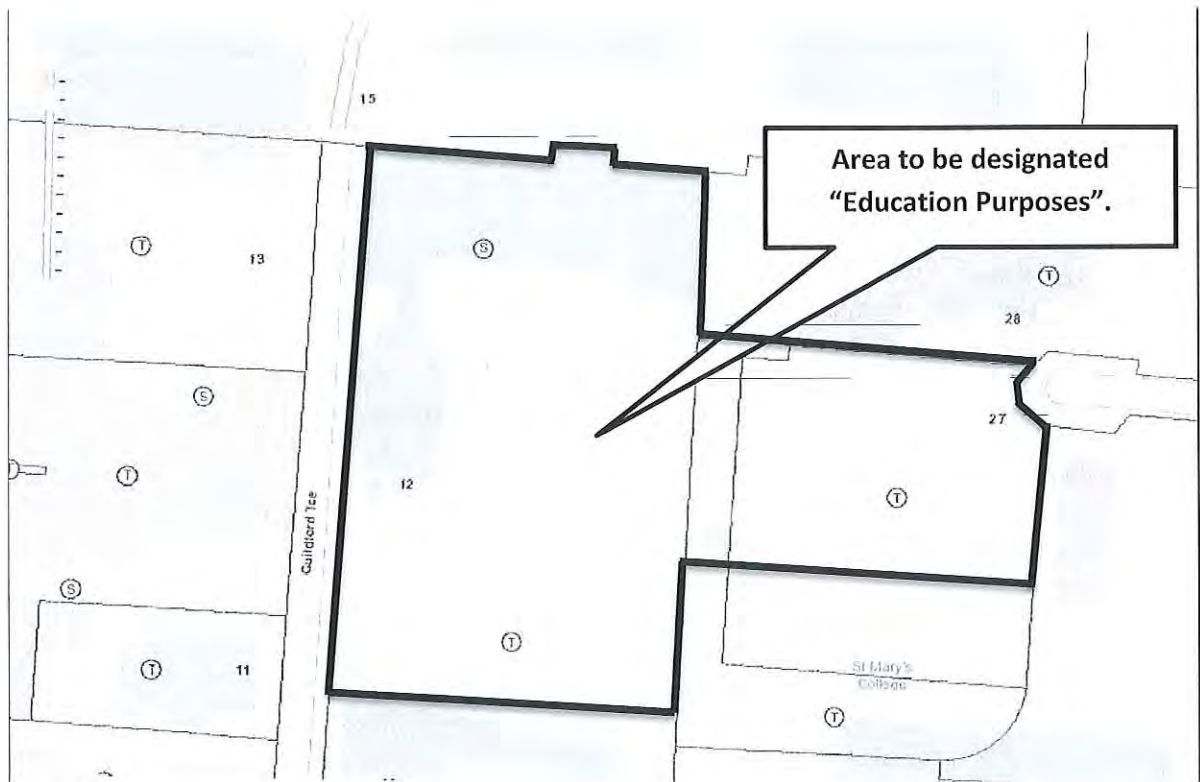 15
Area to be designated
“Education Purposes”.
T
13
S
T
28
S
27
T
12
T
Guildford Tce
S
T
T
11
St Mary's
College
T